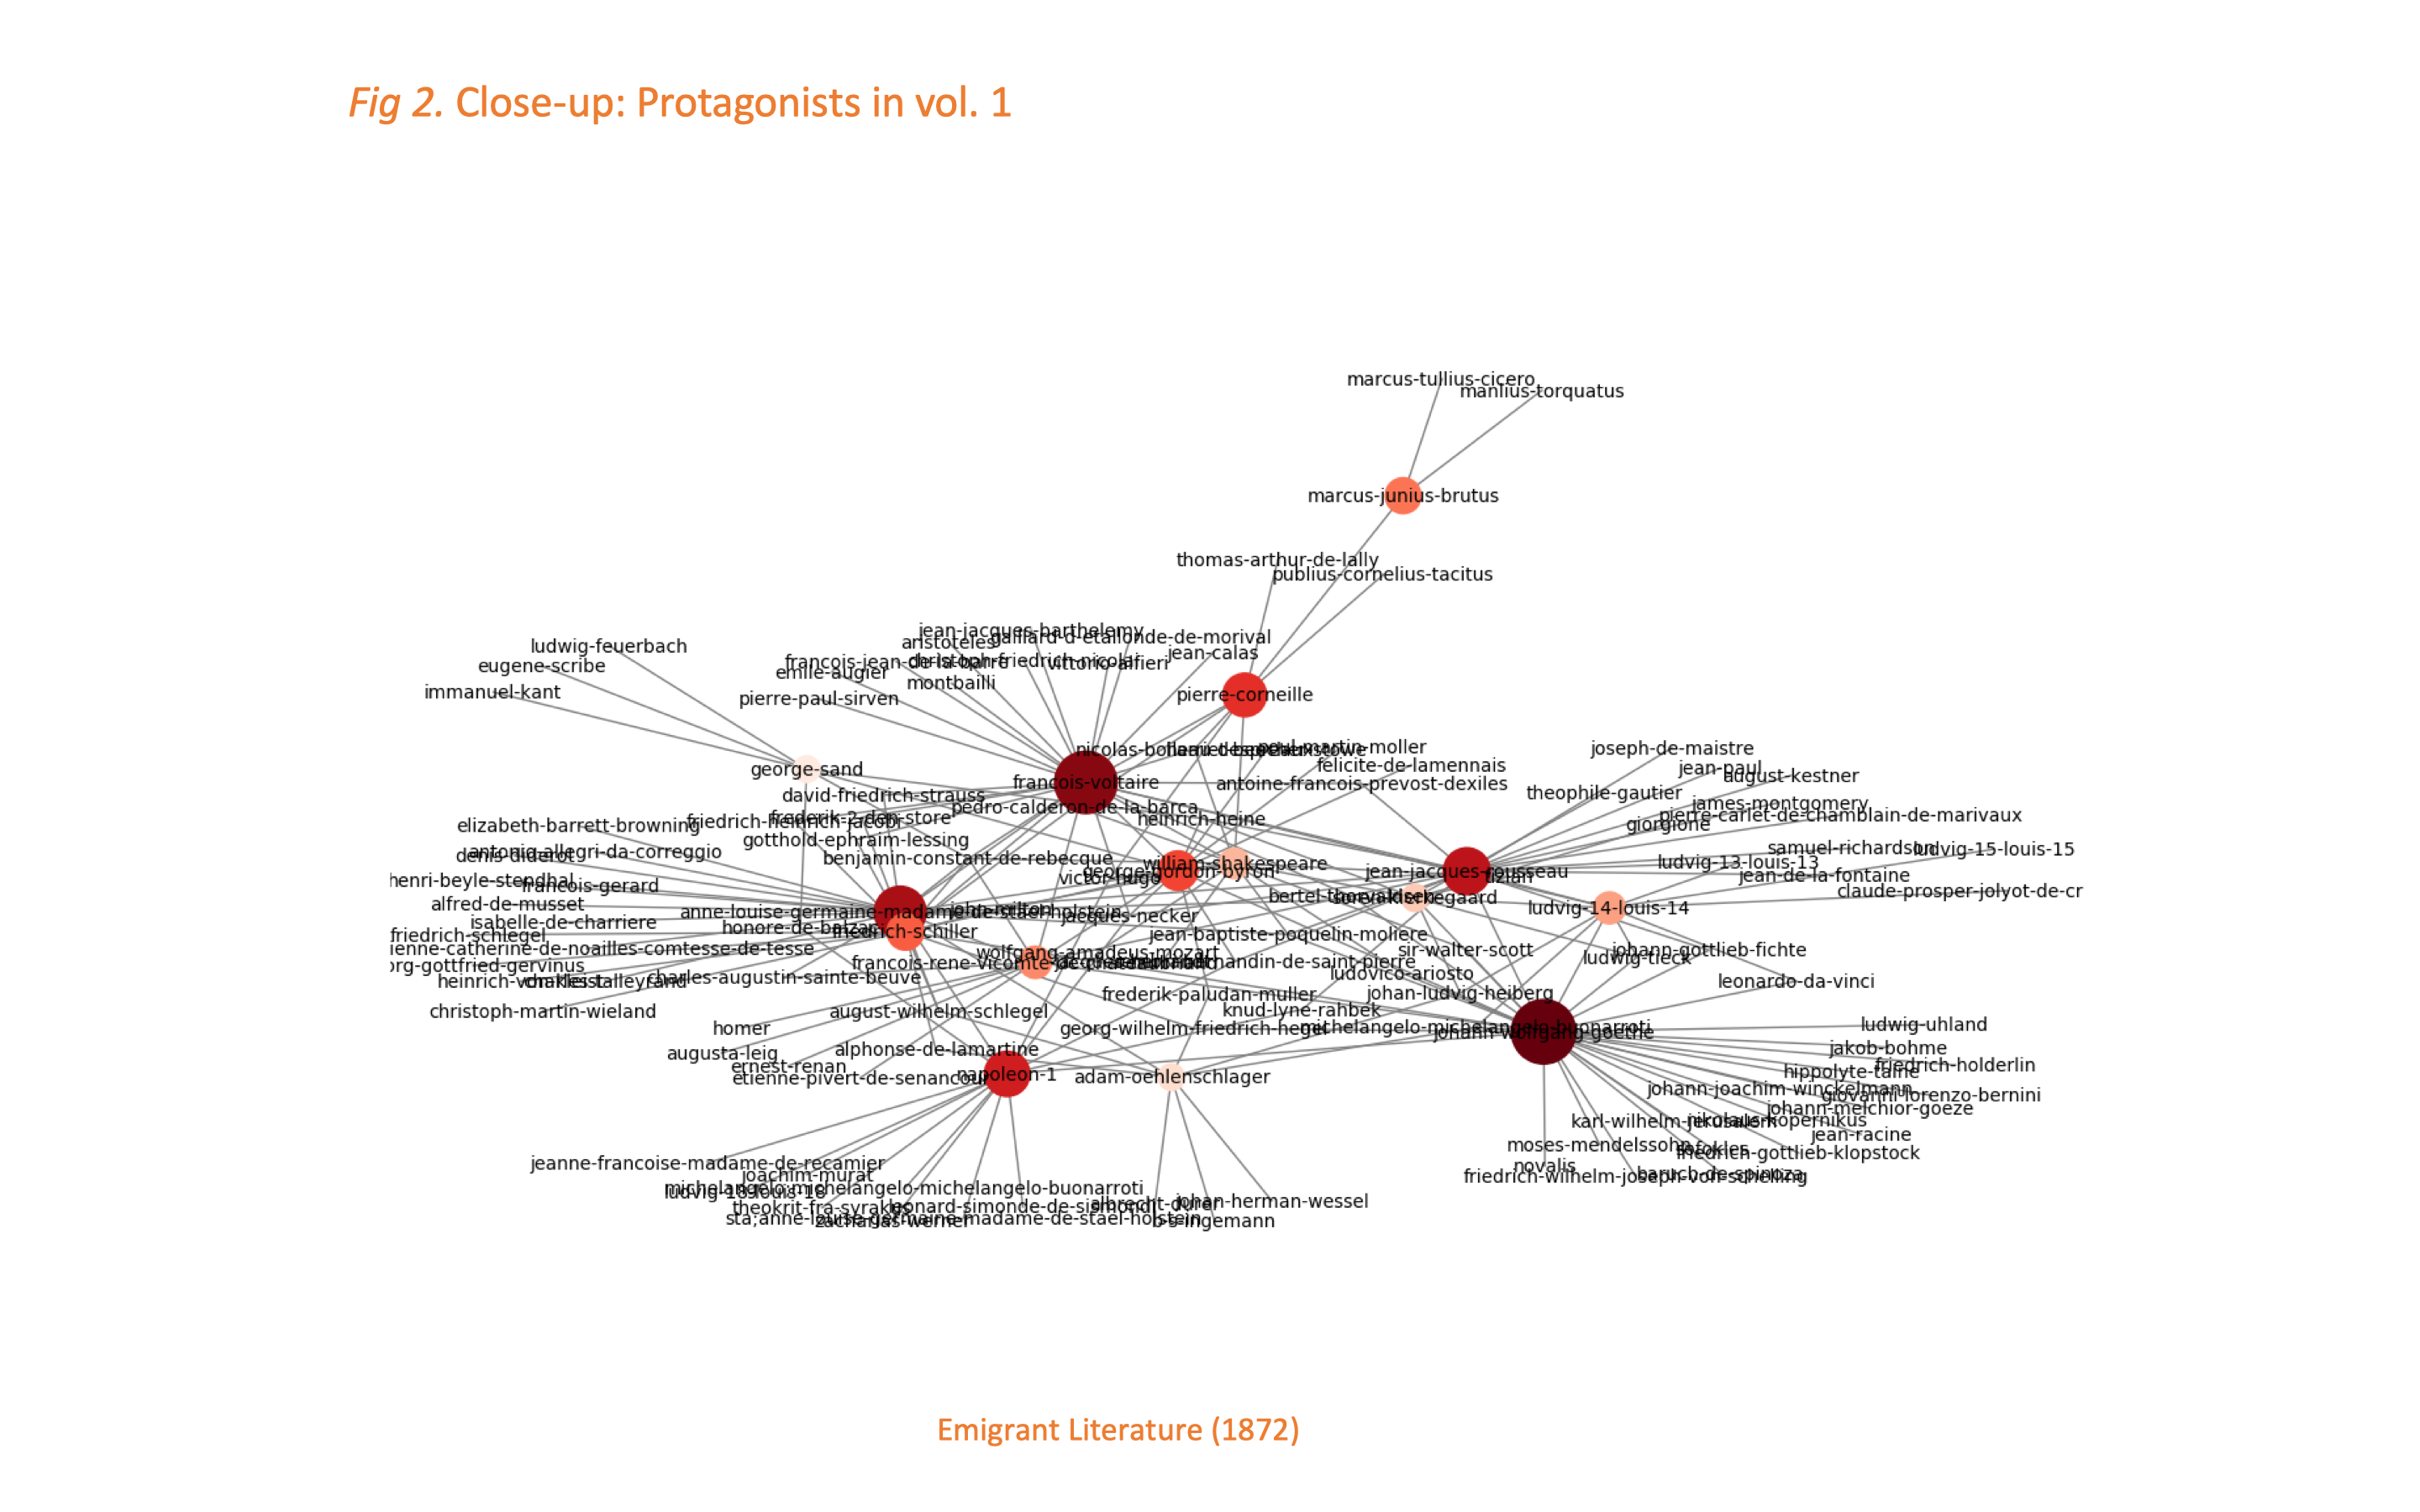 Fig 2. Close-up: Protagonists in vol. 1
marcus-tullius-cicero
manlius-torquatus
marcus-junius-brutus
thomas-arthur-de-lally
publius-cornelius-tacitus
jean-jacques-barthelemy
gaillard-d-etallonde-de-morival
aristoteles
ludwig-feuerbach
jean-calas
francois-jean-de-la-barre
christoph-friedrich-nicolai
vittorio-alfieri
eugene-scribe
emile-augier
montbailli
immanuel-kant
pierre-corneille
pierre-paul-sirven
paul-martin-moller
joseph-de-maistre
felicite-de-lamennais
jean-paul
george-sand
august-kestner
francois-voltaire
antoine-francois-prevost-dexiles
theophile-gautier
david-friedrich-strauss
james-montgomery
pedro-calderon-de-la-barca
pierre-carlet-de-chamblain-de-marivaux
frederik-2-den-store
friedrich-heinrich-jacobi
heinrich-heine
giorgione
elizabeth-barrett-browning
gotthold-ephraim-lessing
samuel-richardson
ludvig-15-louis-15
antonio-allegri-da-correggio
denis-diderot
benjamin-constant-de-rebecque
william-shakespeare
ludvig-13-louis-13
george-gordon-byron
jean-jacques-rousseau
jean-de-la-fontaine
victor-hugo
tizian
henri-beyle-stendhal
francois-gerard
claude-prosper-jolyot-de-cr
bertel-thorvaldsen
soren-kierkegaard
alfred-de-musset
ludvig-14-louis-14
john-milton
anne-louise-germaine-madame-de-stael-holstein
jacques-necker
isabelle-de-charriere
honore-de-balzac
friedrich-schiller
friedrich-schlegel
jean-baptiste-poquelin-moliere
ienne-catherine-de-noailles-comtesse-de-tesse
sir-walter-scott
johann-gottlieb-fichte
wolfgang-amadeus-mozart
ludwig-tieck
francois-rene-vicomte-de-chateaubriand
org-gottfried-gervinus
ludovico-ariosto
charles-augustin-sainte-beuve
heinrich-von-kleist
charles-talleyrand
leonardo-da-vinci
frederik-paludan-muller
johan-ludvig-heiberg
christoph-martin-wieland
august-wilhelm-schlegel
knud-lyne-rahbek
homer
georg-wilhelm-friedrich-hegel
michelangelo-michelangelo-buonarroti
johann-wolfgang-goethe
ludwig-uhland
alphonse-de-lamartine
augusta-leig
jakob-bohme
ernest-renan
friedrich-holderlin
hippolyte-taine
etienne-pivert-de-senancour
napoleon-1
adam-oehlenschlager
johann-joachim-winckelmann
giovanni-lorenzo-bernini
johann-melchior-goeze
karl-wilhelm-jerusalem
nikolaus-kopernikus
jean-racine
moses-mendelssohn
sofokles
friedrich-gottlieb-klopstock
jeanne-francoise-madame-de-recamier
novalis
joachim-murat
friedrich-wilhelm-joseph-von-schelling
baruch-de-spinoza
michelangelo-michelangelo-michelangelo-buonarroti
ludvig-18-louis-18
albrecht-durer
johan-herman-wessel
theokrit-fra-syrakus
leonard-simonde-de-sismondi
sta;anne-louise-germaine-madame-de-stael-holstein
zacharias-werner
b-s-ingemann
Emigrant Literature (1872)